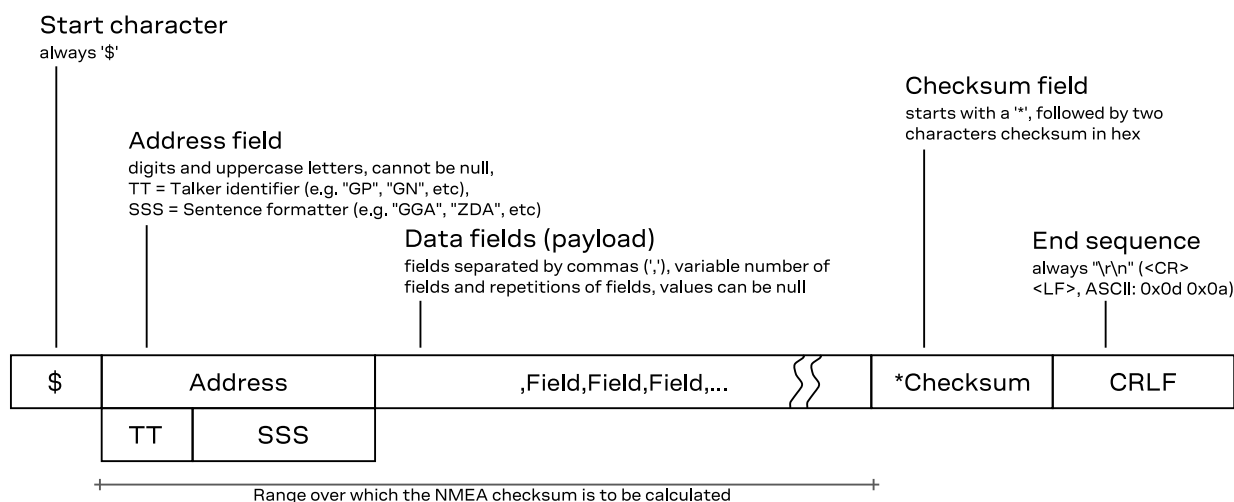 Start character
always '$'
Checksum field
starts with a '*', followed by two
characters checksum in hex
Address field
digits and uppercase letters, cannot be null,
TT = Talker identifier (e.g. "GP", "GN", etc),
SSS = Sentence formatter (e.g. "GGA", "ZDA", etc)
Data fields (payload)
fields separated by commas (','), variable number of
fields and repetitions of fields, values can be null
End sequence
always "\r\n" (<CR>
<LF>, ASCII: 0x0d 0x0a)
$
Address
,Field,Field,Field,...
*Checksum
CRLF
TT
SSS
Range over which the NMEA checksum is to be calculated